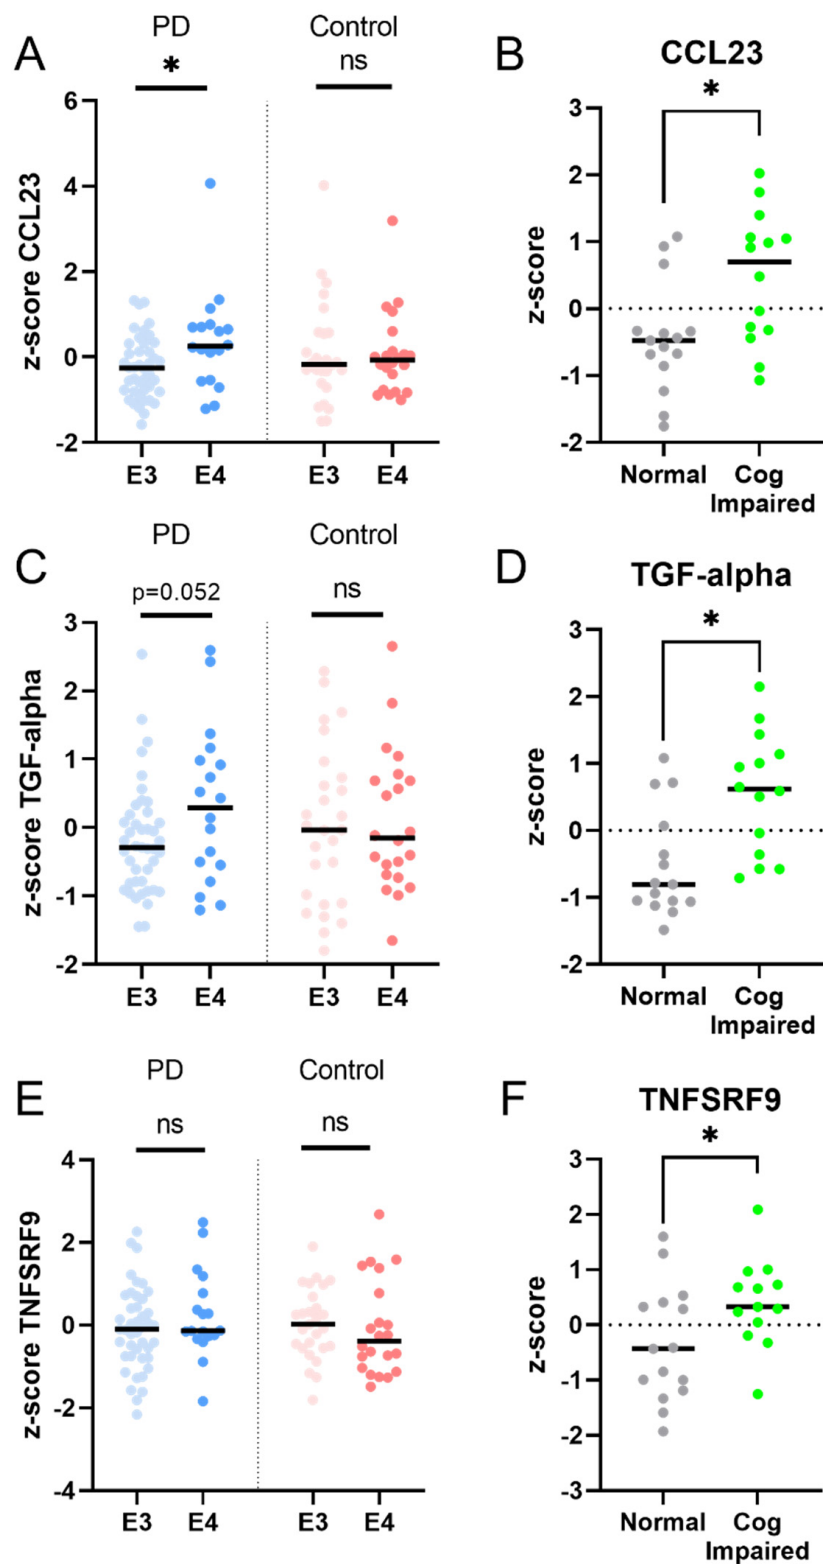 A
PD
*
Control
ns
z-score CCL23
6
4
2
0
-2
E3
E4
E3
E4
B
CCL23
*
z-score
3
2
1
0
-1
-2
Normal
Cog
Impaired
C
PD
p=0.052
Control
ns
z-score TGF-alpha
3
2
1
0
-1
-2
E3
E4
E3
E4
D
TGF-alpha
*
z-score
3
2
1
0
-1
-2
Normal
Cog
Impaired
E
PD
ns
Control
ns
z-score TNFSRF9
4
2
0
-2
-4
E3
E4
E3
E4
F
TNFSRF9
*
z-score
3
2
1
0
-1
-2
-3
Normal
Cog
Impaired